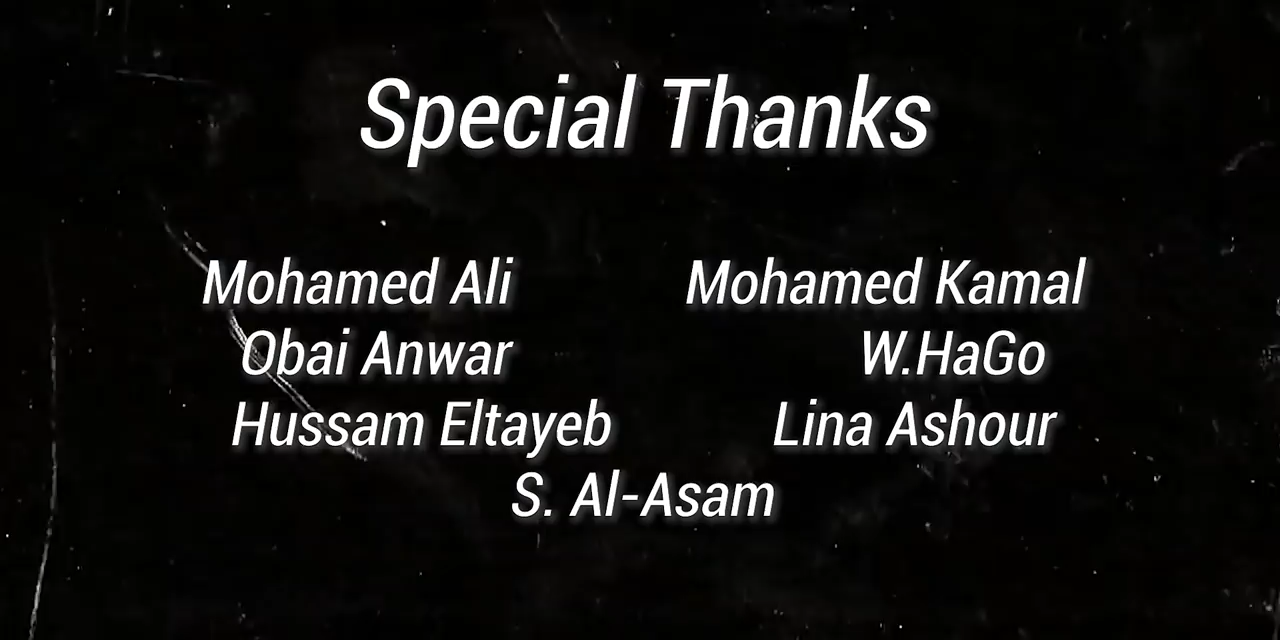 Special Thanks
Mohamed Ali Mohamed Kamal
Obai Anwar W.HaGo
Hussam Eltayeb Lina Ashour
S. Al-Asam